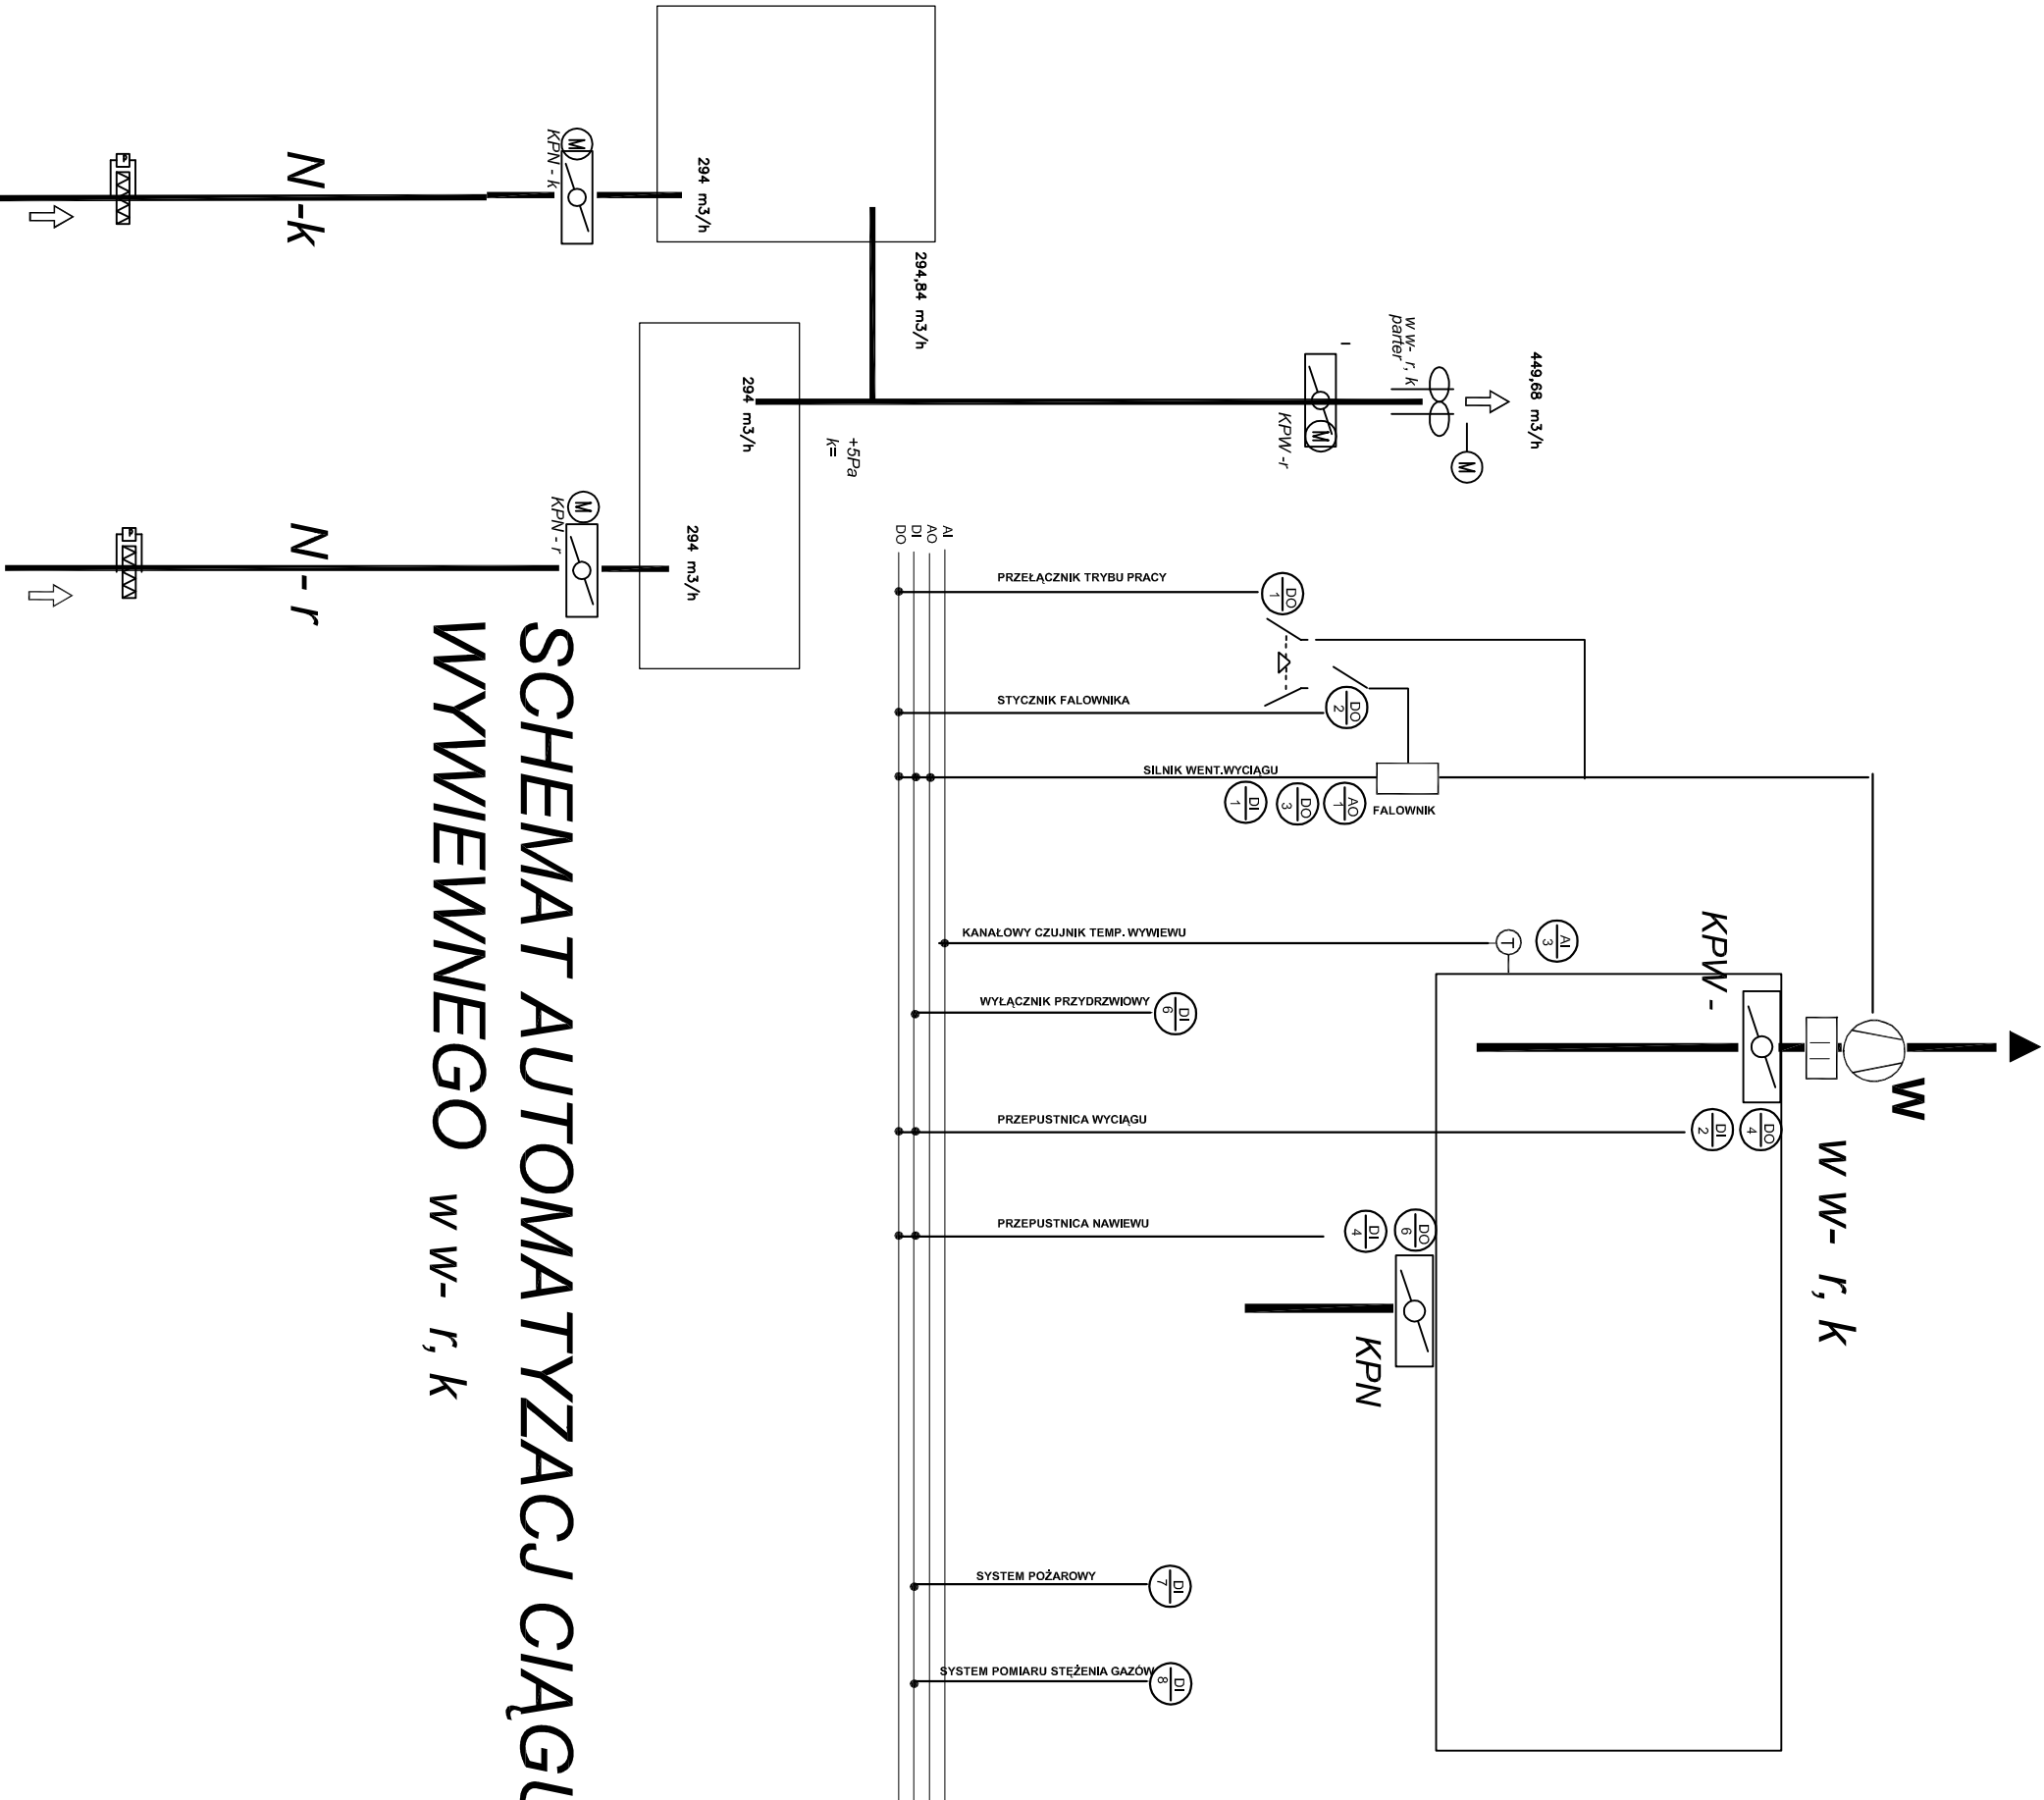 N -k
KPN - k
M
294 m3/h
294,84 m3/h
449,68 m3/h
w w- r, k
parter
I
KPW -r
M
M
294 m3/h
+5Pa
k=
N - r
KPN - r
M
294 m3/h
SCHEMAT AUTOMATYZACJ CIĄGU
WYWIEWNEGO w w- r, k
AI
AO
DI
DO
PRZEŁĄCZNIK TRYBU PRACY
DO
1
STYCZNIK FALOWNIKA
DO
2
SILNIK WENT.WYCIĄGU
DI
1
DO
3
AO
1
FALOWNIK
KANAŁOWY CZUJNIK TEMP. WYWIEWU
T
AI
3
KPW -
WYŁĄCZNIK PRZYDRZWIOWY
DI
6
W
w w- r, k
PRZEPUSTNICA WYCIĄGU
DI
2
DO
4
PRZEPUSTNICA NAWIEWU
DI
4
DO
6
KPN
SYSTEM POŻAROWY
DI
7
SYSTEM POMIARU STĘŻENIA GAZÓW
DI
8